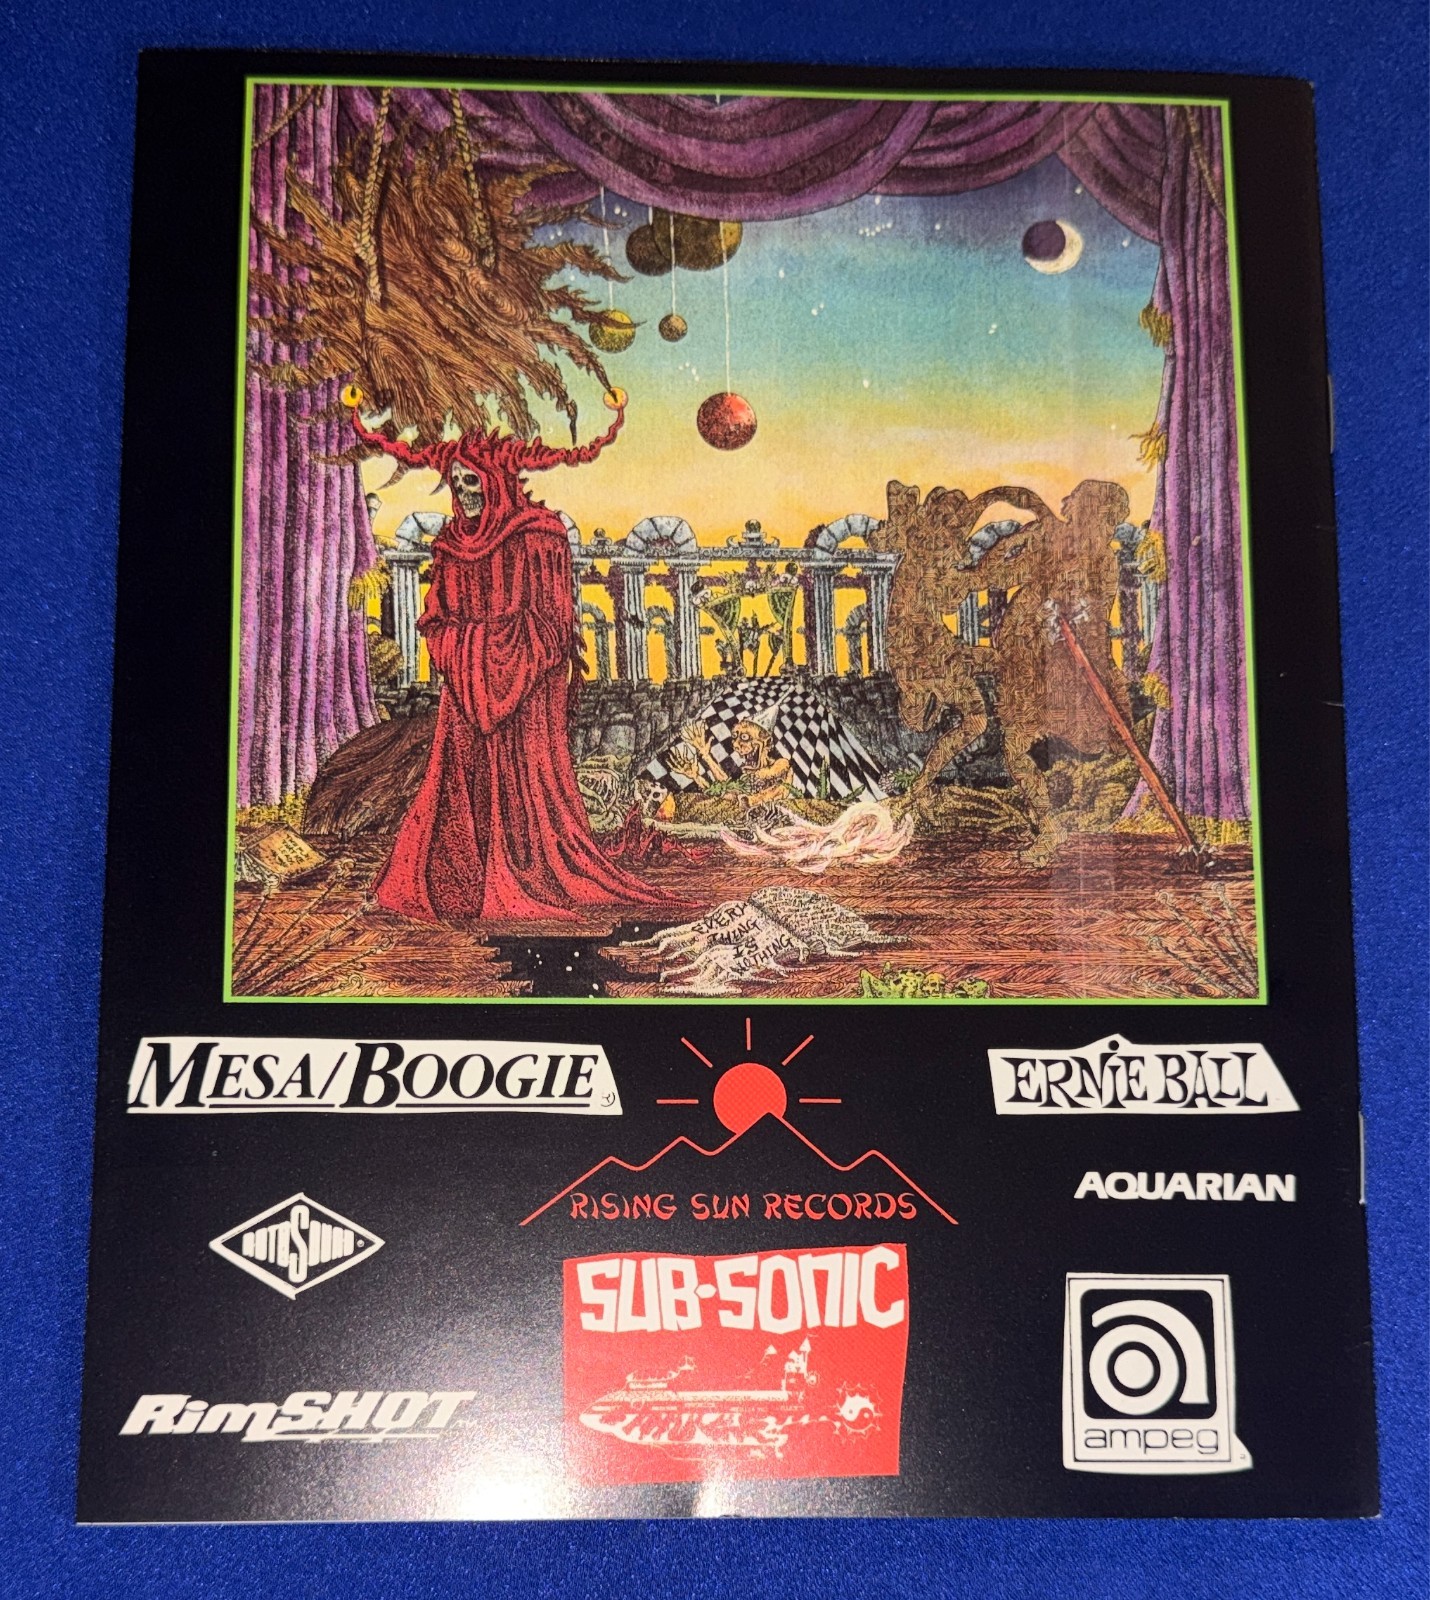 EVERY
THING
IS
NOTHING
MESA/BOOGIE
ERNIE BALL
RISING SUN RECORDS
AQUARIAN
ROTOSOUND
SUB·SONIC
RimSHOT
ampeg